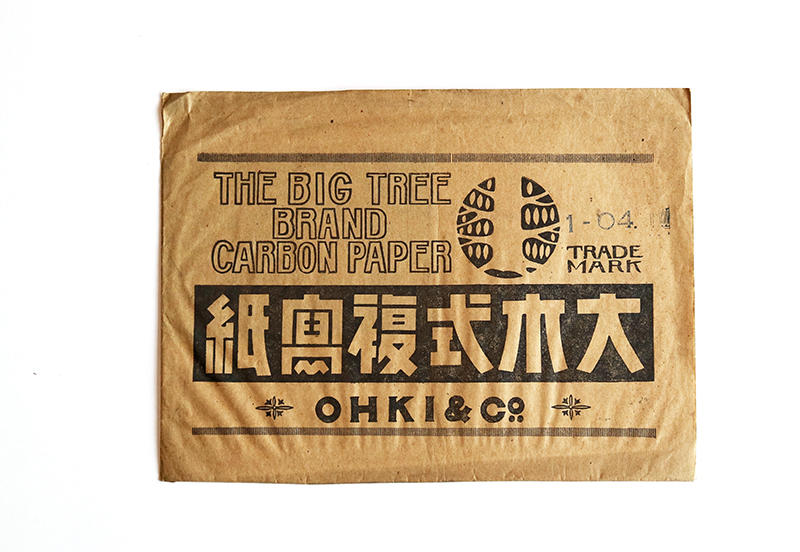 THE BIG TREE
BRAND
CARBON PAPER
1-04
TRADE
MARK
大木式複寫紙
OHKI & Co.